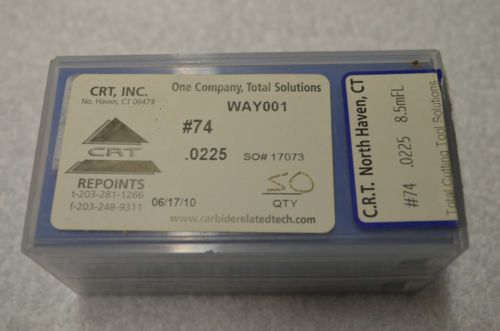 CRT, INC.
No. Haven, CT 06473
CRT
REPOINTS
t-203-281-1266
f-203-248-9311
One Company, Total Solutions
WAY001
#74
.0225 SO# 17073
50
06/17/10 QTY
www.carbiderelatedtech.com
C.R.T. North Haven, CT
#74 .0225 8.5mFL
Total Cutting Tool Solutions